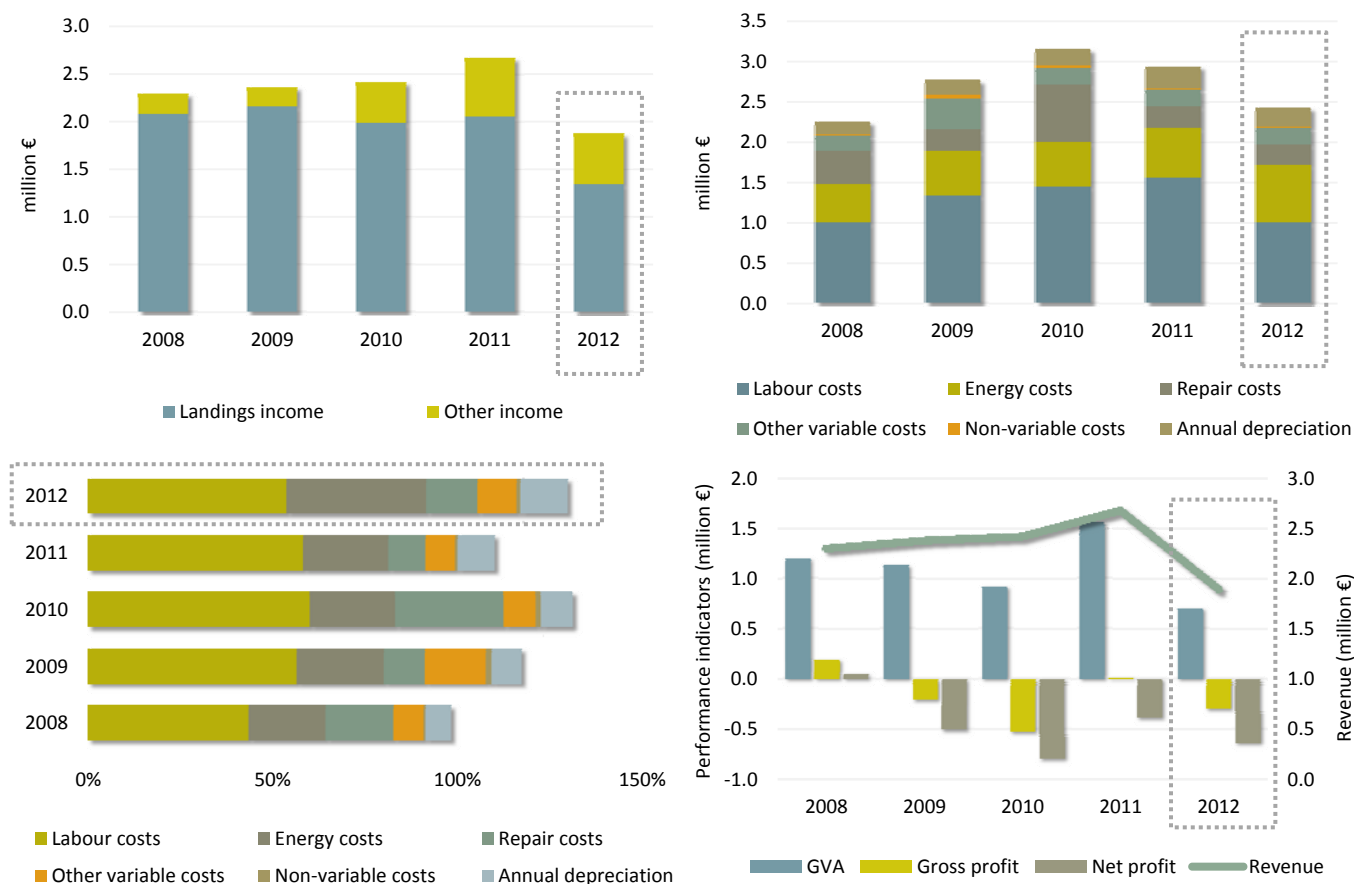 3.0
2.5
2.0
1.5
1.0
0.5
0.0
million €
2008 2009 2010 2011 2012
Landings income Other income
3.5
3.0
2.5
2.0
1.5
1.0
0.5
0.0
million €
2008 2009 2010 2011 2012
Labour costs Energy costs Repair costs
Other variable costs Non-variable costs Annual depreciation
2012
2011
2010
2009
2008
0% 50% 100% 150%
Labour costs Energy costs Repair costs
Other variable costs Non-variable costs Annual depreciation
2.0 3.0
1.5 2.5
1.0 2.0
0.5 1.5
0.0 1.0
-0.5 0.5
-1.0 0.0
Performance indicators (million €)
Revenue (million €)
2008 2009 2010 2011 2012
GVA Gross profit Net profit Revenue